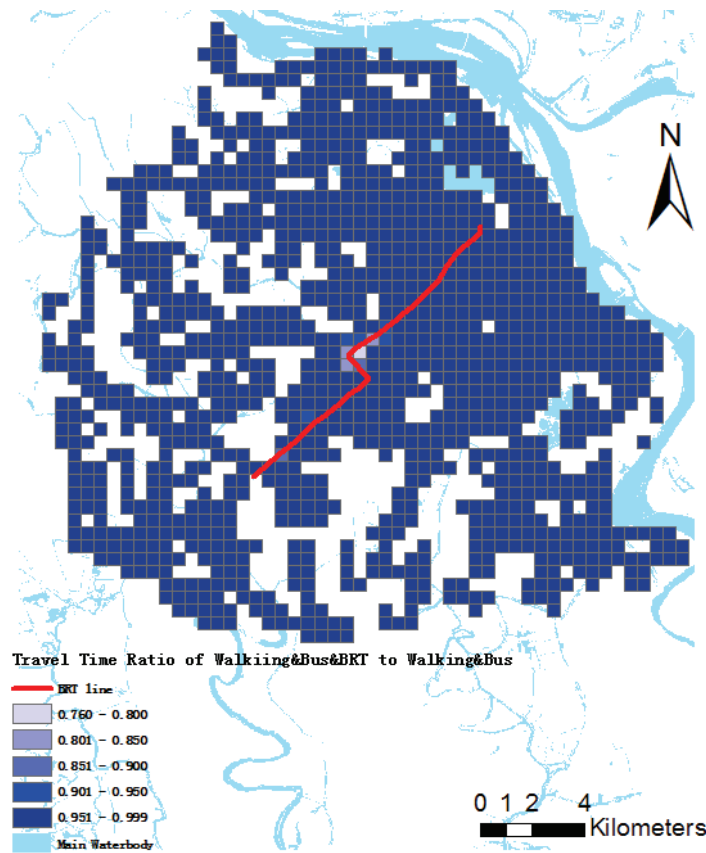 N
Travel Time Ratio of Walkiing&Bus&BRT to Walking&Bus
BRT line
0.760 - 0.800
0.801 - 0.850
0.851 - 0.900
0.901 - 0.950
0.951 - 0.999
Main Waterbody
0 1 2 4
Kilometers